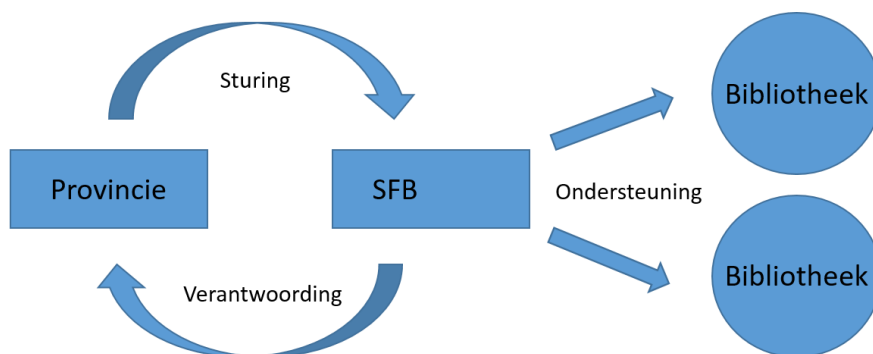 Sturing
Provincie
SFB
Ondersteuning
Verantwoording
Bibliotheek
Bibliotheek